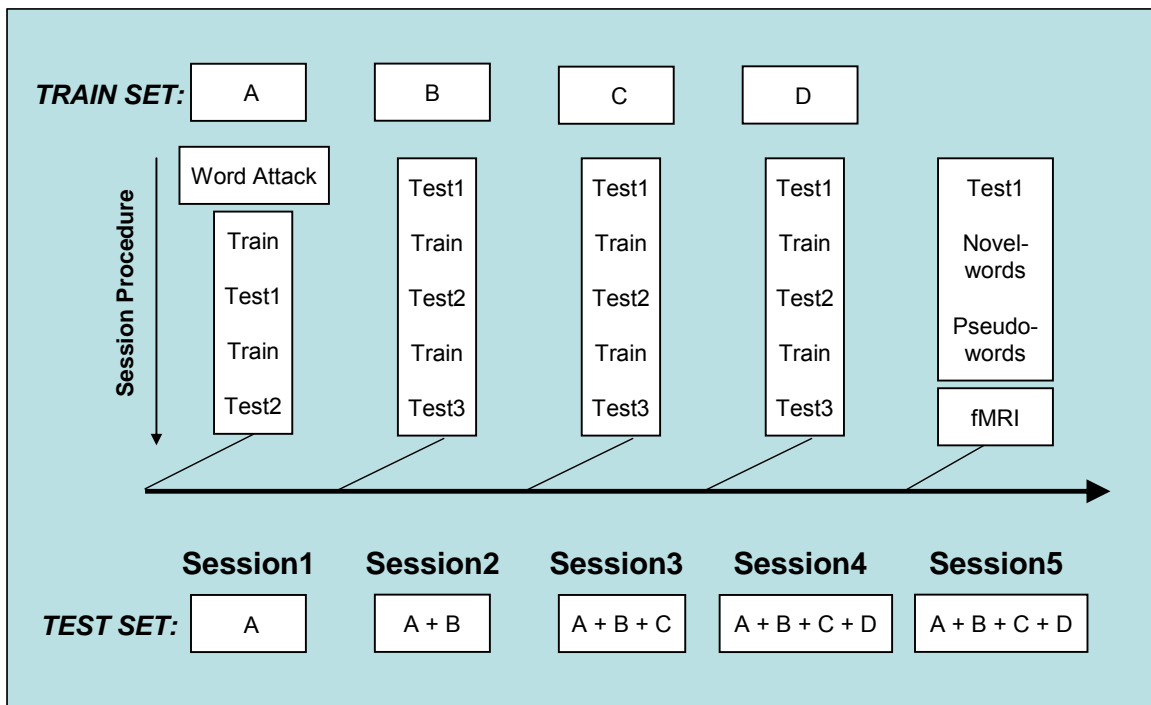 TRAIN SET:
A
B
C
D
Session Procedure
Word Attack
Train
Test1
Train
Test2
Test1
Train
Test2
Train
Test3
Test1
Train
Test2
Train
Test3
Test1
Train
Test2
Train
Test3
Test1
Novel-
words
Pseudo-
words
fMRI
Session1
Session2
Session3
Session4
Session5
TEST SET:
A
A + B
A + B + C
A + B + C + D
A + B + C + D